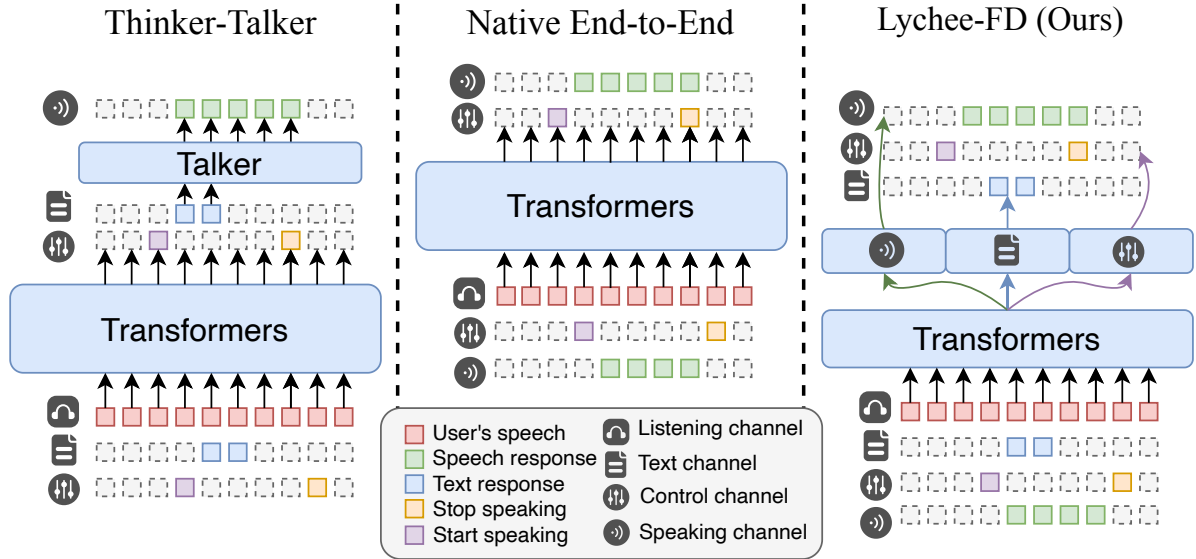 Thinker-Talker
Native End-to-End
Lychee-FD (Ours)
Talker
Transformers
Transformers
Transformers
User's speech
Speech response
Text response
Stop speaking
Start speaking
Listening channel
Text channel
Control channel
Speaking channel